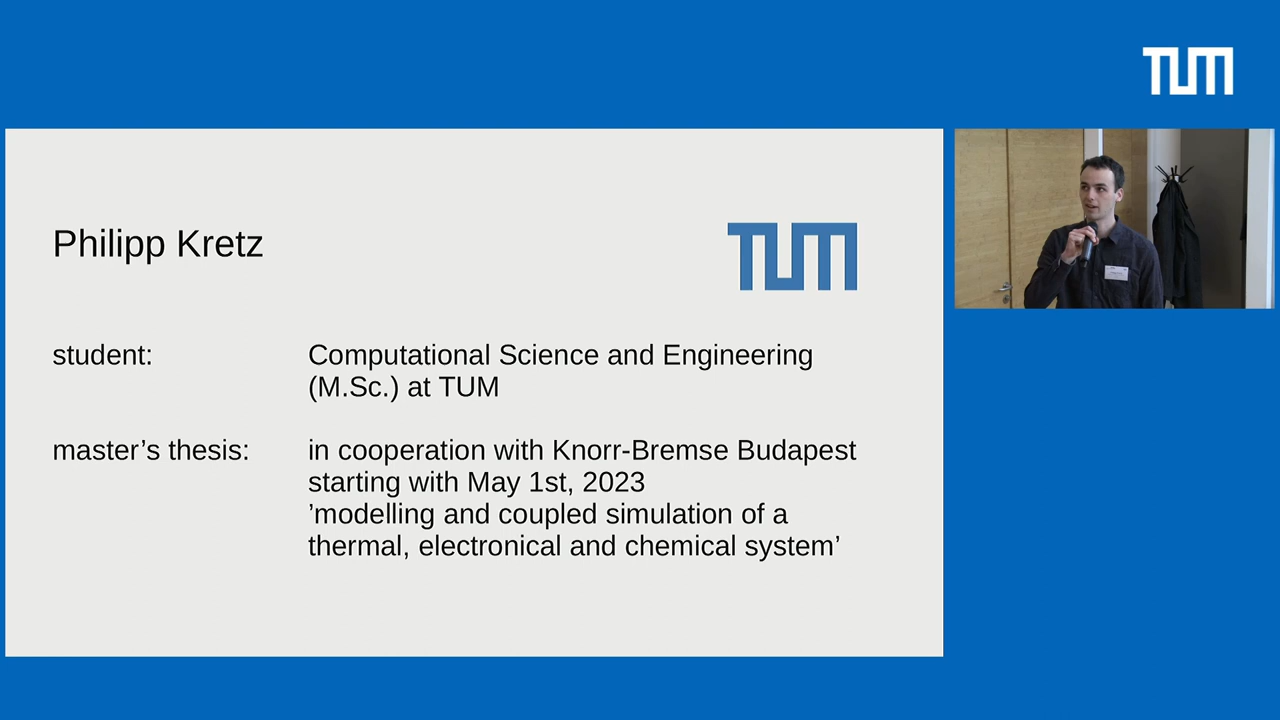 TUM
Philipp Kretz
TUM
student:
Computational Science and Engineering
(M.Sc.) at TUM
master’s thesis:
in cooperation with Knorr-Bremse Budapest
starting with May 1st, 2023
’modelling and coupled simulation of a
thermal, electronical and chemical system’